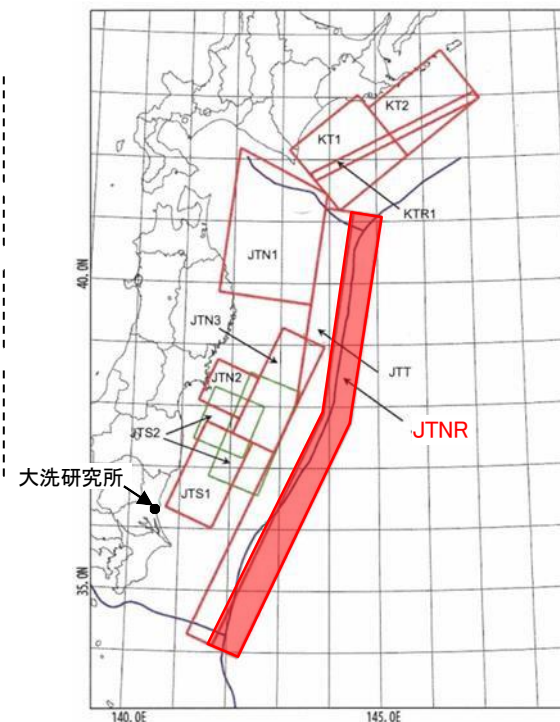 KT2
KT1
KTR1
JTN1
40.0N
JTN3
JTT
JTN2
JTNR
JTS2
大洗研究所
JTS1
35.0N
140.0E
145.0E